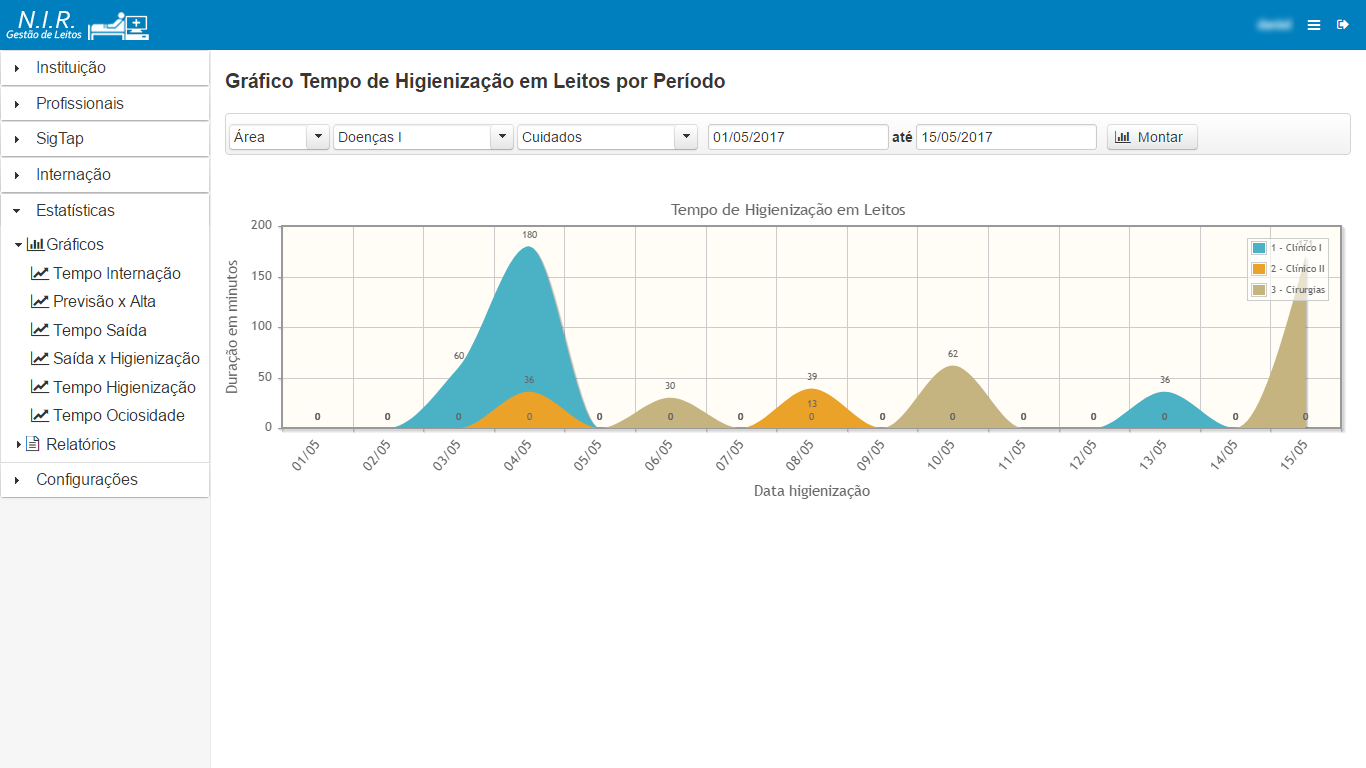 N.I.R.
Gestão de Leitos
Instituição
Profissionais
SigTap
Internação
Estatísticas
Gráficos
Tempo Internação
Previsão x Alta
Tempo Saída
Saída x Higienização
Tempo Higienização
Tempo Ociosidade
Relatórios
Configurações
Gráfico Tempo de Higienização em Leitos por Período
Área Doenças I Cuidados 01/05/2017 até 15/05/2017 Montar
Tempo de Higienização em Leitos
Duração em minutos
200
150
100
50
0
180
60
36
30
39
13
62
36
171
0 0 0 0 0 0 0 0 0 0 0 0 0 0 0
1 - Clínico I
2 - Clínico II
3 - Cirurgias
01/05 02/05 03/05 04/05 05/05 06/05 07/05 08/05 09/05 10/05 11/05 12/05 13/05 14/05 15/05
Data higienização